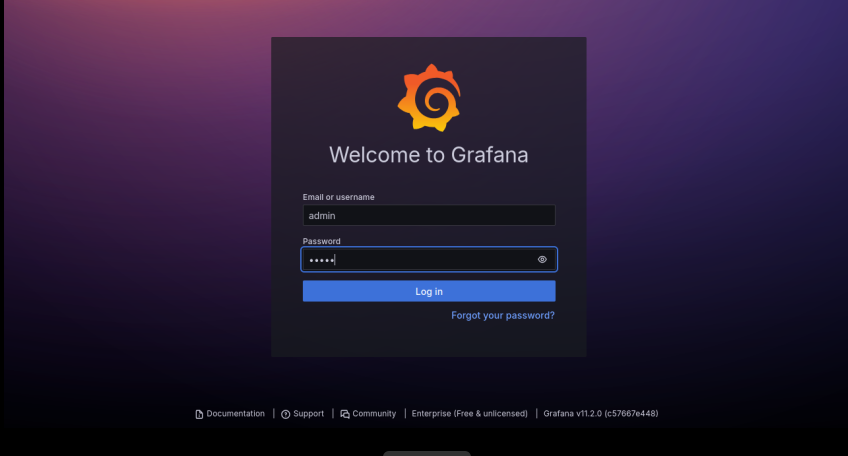 Welcome to Grafana
Email or username
admin
Password
•••••
Log in
Forgot your password?
Documentation | Support | Community | Enterprise (Free & unlicensed) | Grafana v11.2.0 (c57667e448)